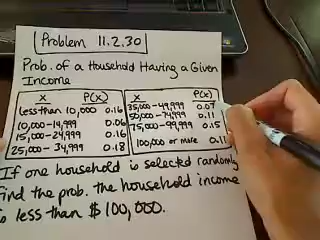 Problem 11.2.30
Prob. of a Household Having a Given
Income
X P(x) X P(x)
less than 10,000 0.16 35,000-49,999 0.07
10,000-14,999 0.06 50,000-74,999 0.11
15,000-24,999 0.16 75,000-99,999 0.15
25,000-34,999 0.18 100,000 or more 0.11
If one household is selected randomly
find the prob. the household income
is less than $100,000.